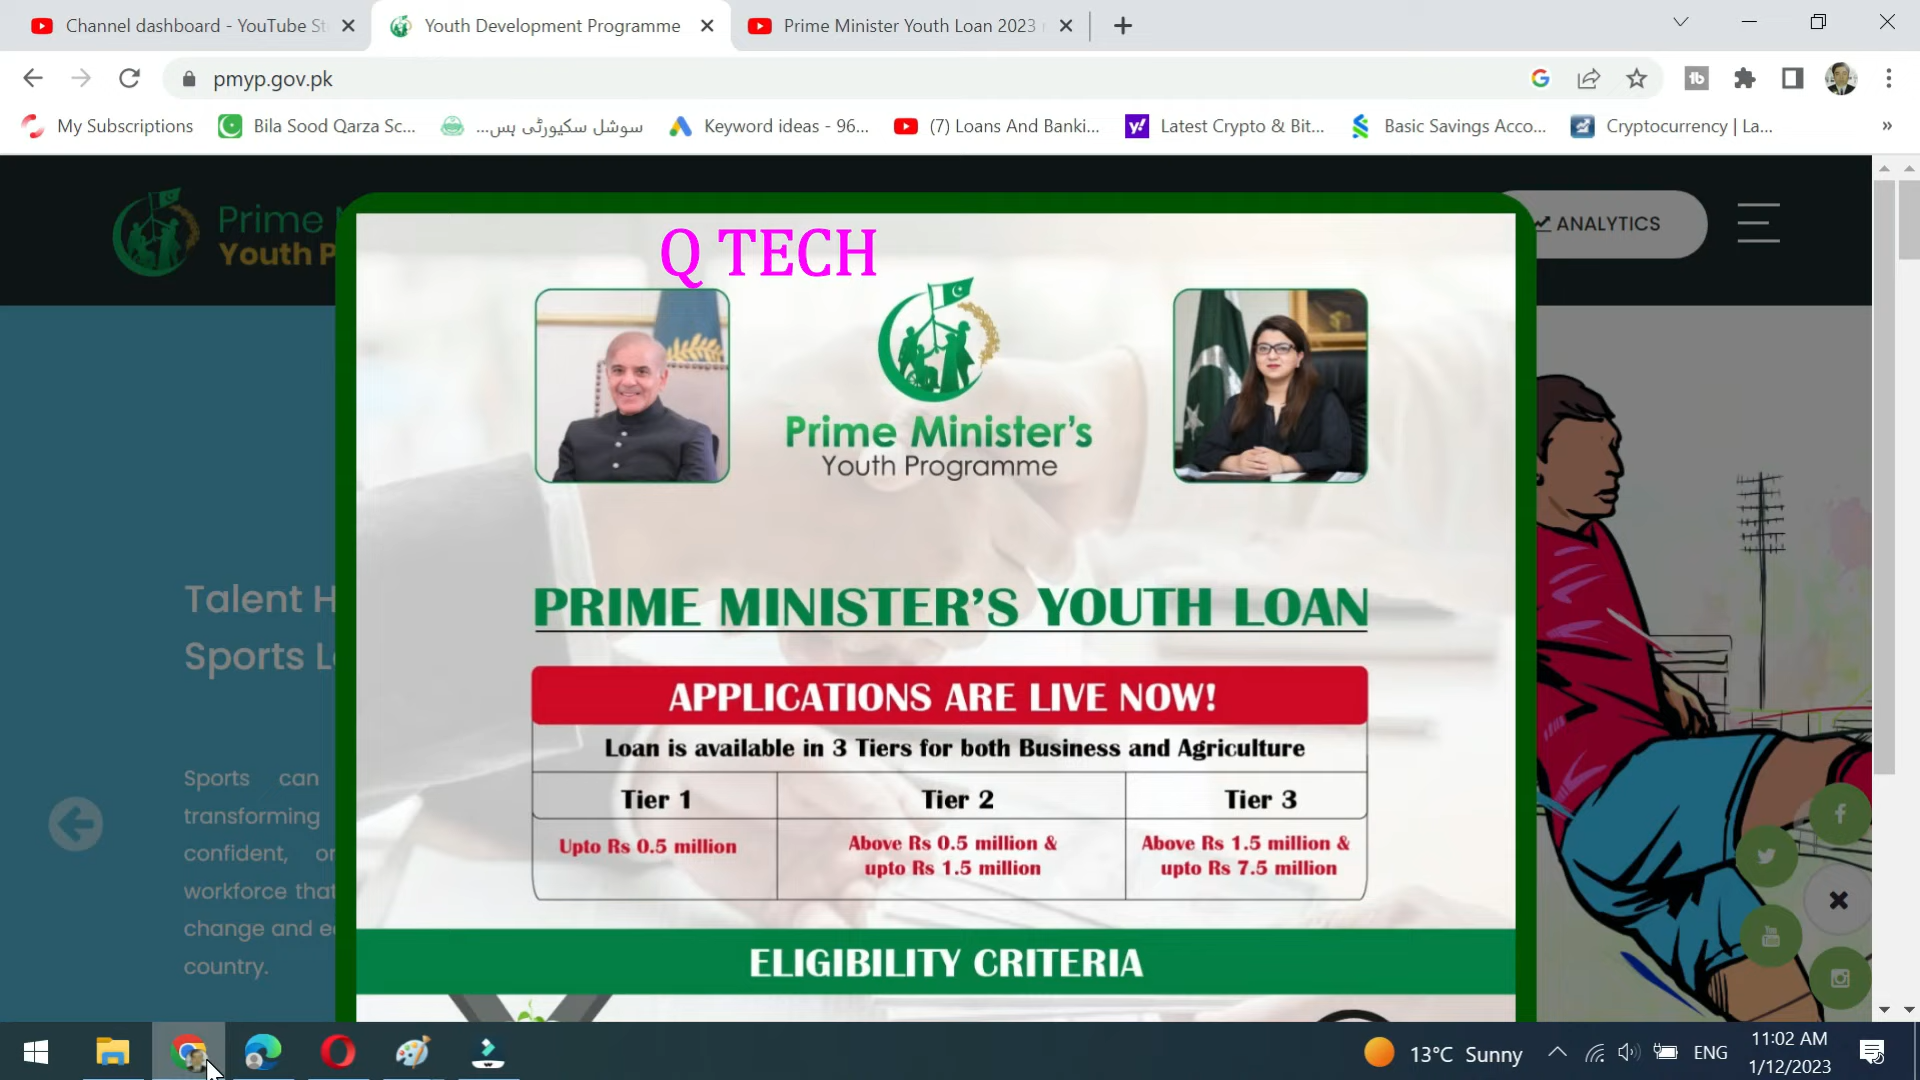 Channel dashboard - YouTube St
Youth Development Programme
Prime Minister Youth Loan 2023
pmyp.gov.pk
My Subscriptions
Bila Sood Qarza Sc...
سوشل سکیورٹی ہس...
Keyword ideas - 96...
(7) Loans And Banki...
Latest Crypto & Bit...
Basic Savings Acco...
Cryptocurrency | La...
»
Prime
Youth P
ANALYTICS
Q TECH
Prime Minister's
Youth Programme
Talent H
Sports L
PRIME MINISTER'S YOUTH LOAN
APPLICATIONS ARE LIVE NOW!
Loan is available in 3 Tiers for both Business and Agriculture
Tier 1
Tier 2
Tier 3
Upto Rs 0.5 million
Above Rs 0.5 million &
upto Rs 1.5 million
Above Rs 1.5 million &
upto Rs 7.5 million
Sports can
transforming
confident, or
workforce that
change and e
country.
ELIGIBILITY CRITERIA
13°C Sunny
ENG
11:02 AM
1/12/2023